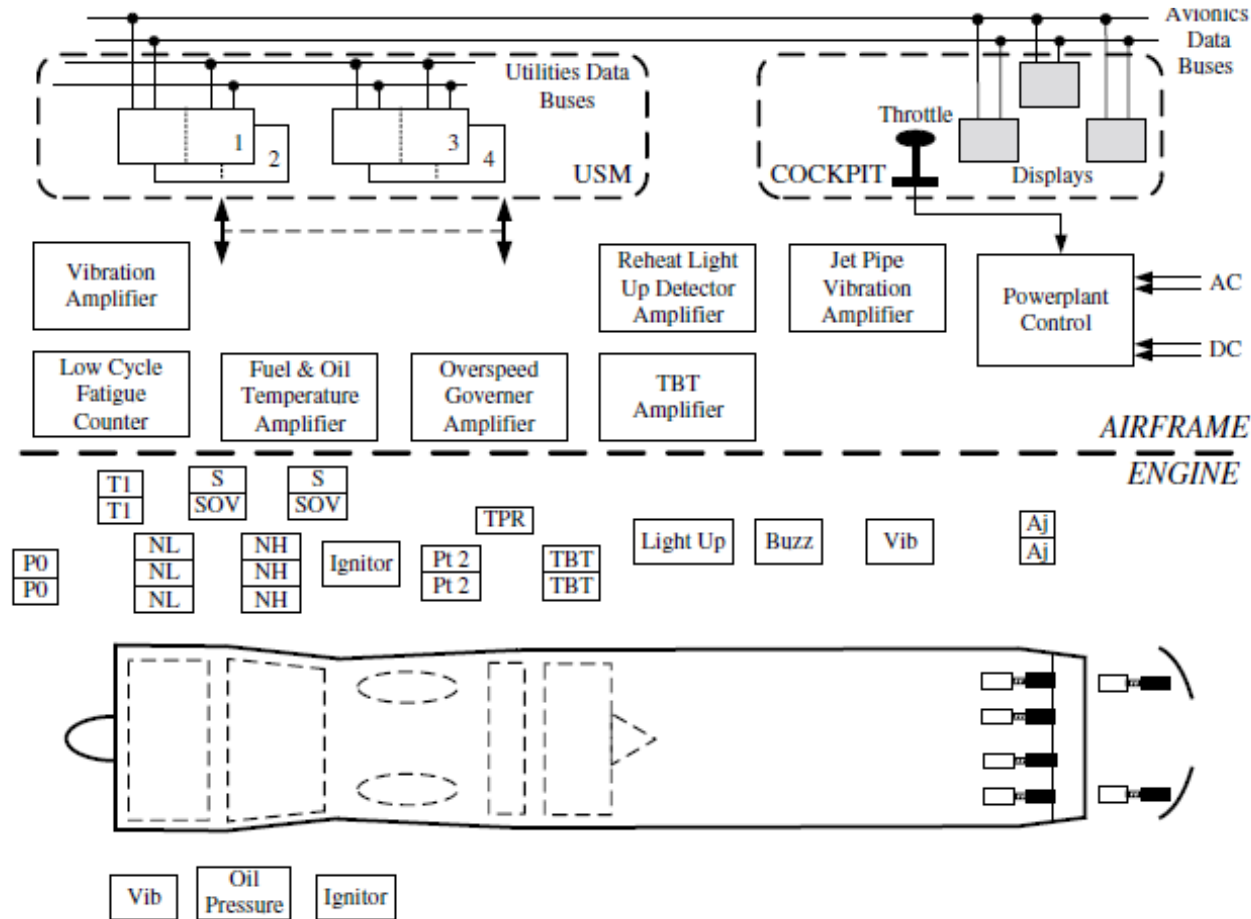 Avionics
Data
Buses
Utilities Data
Buses
1
2
3
4
USM
Throttle
COCKPIT
Displays
Vibration
Amplifier
Reheat Light
Up Detector
Amplifier
Jet Pipe
Vibration
Amplifier
Powerplant
Control
AC
DC
Low Cycle
Fatigue
Counter
Fuel & Oil
Temperature
Amplifier
Overspeed
Governer
Amplifier
TBT
Amplifier
AIRFRAME
ENGINE
T1
T1
S
SOV
S
SOV
TPR
P0
P0
NL
NL
NL
NH
NH
NH
Ignitor
Pt 2
Pt 2
TBT
TBT
Light Up
Buzz
Vib
Aj
Aj
Vib
Oil
Pressure
Ignitor